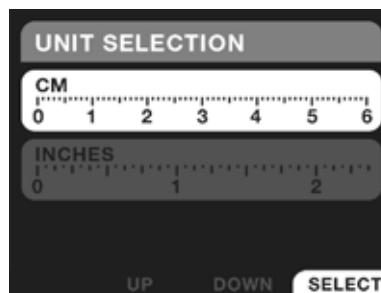 UNIT SELECTION
CM
0 1 2 3 4 5 6
INCHES
0 1 2
UP DOWN SELECT